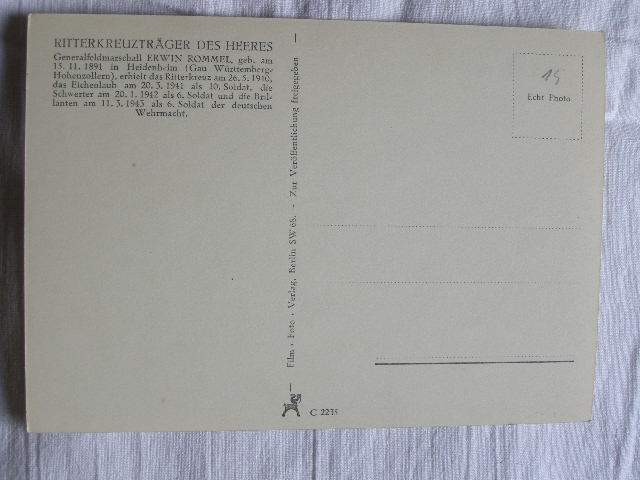 RITTERKREUZTRÄGER DES HEERES
Generalfeldmarschall ERWIN ROMMEL, geb. am
15. 11. 1891 in Heidenheim (Gau Württemberg-
Hohenzollern), erhielt das Ritterkreuz am 26. 5. 1940,
das Eichenlaub am 20. 3. 1941 als 10. Soldat, die
Schwerter am 20. 1. 1942 als 6. Soldat und die Bril-
lanten am 11. 3. 1943 als 6. Soldat der deutschen
Wehrmacht.
Film - Foto - Verlag, Berlin SW 68. - Zur Veröffentlichung freigegeben
15
Echt Photo
C 2235